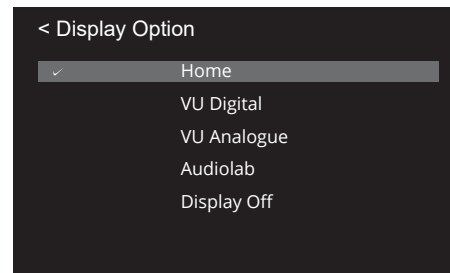 < Display Option
✓ Home
VU Digital
VU Analogue
Audiolab
Display Off